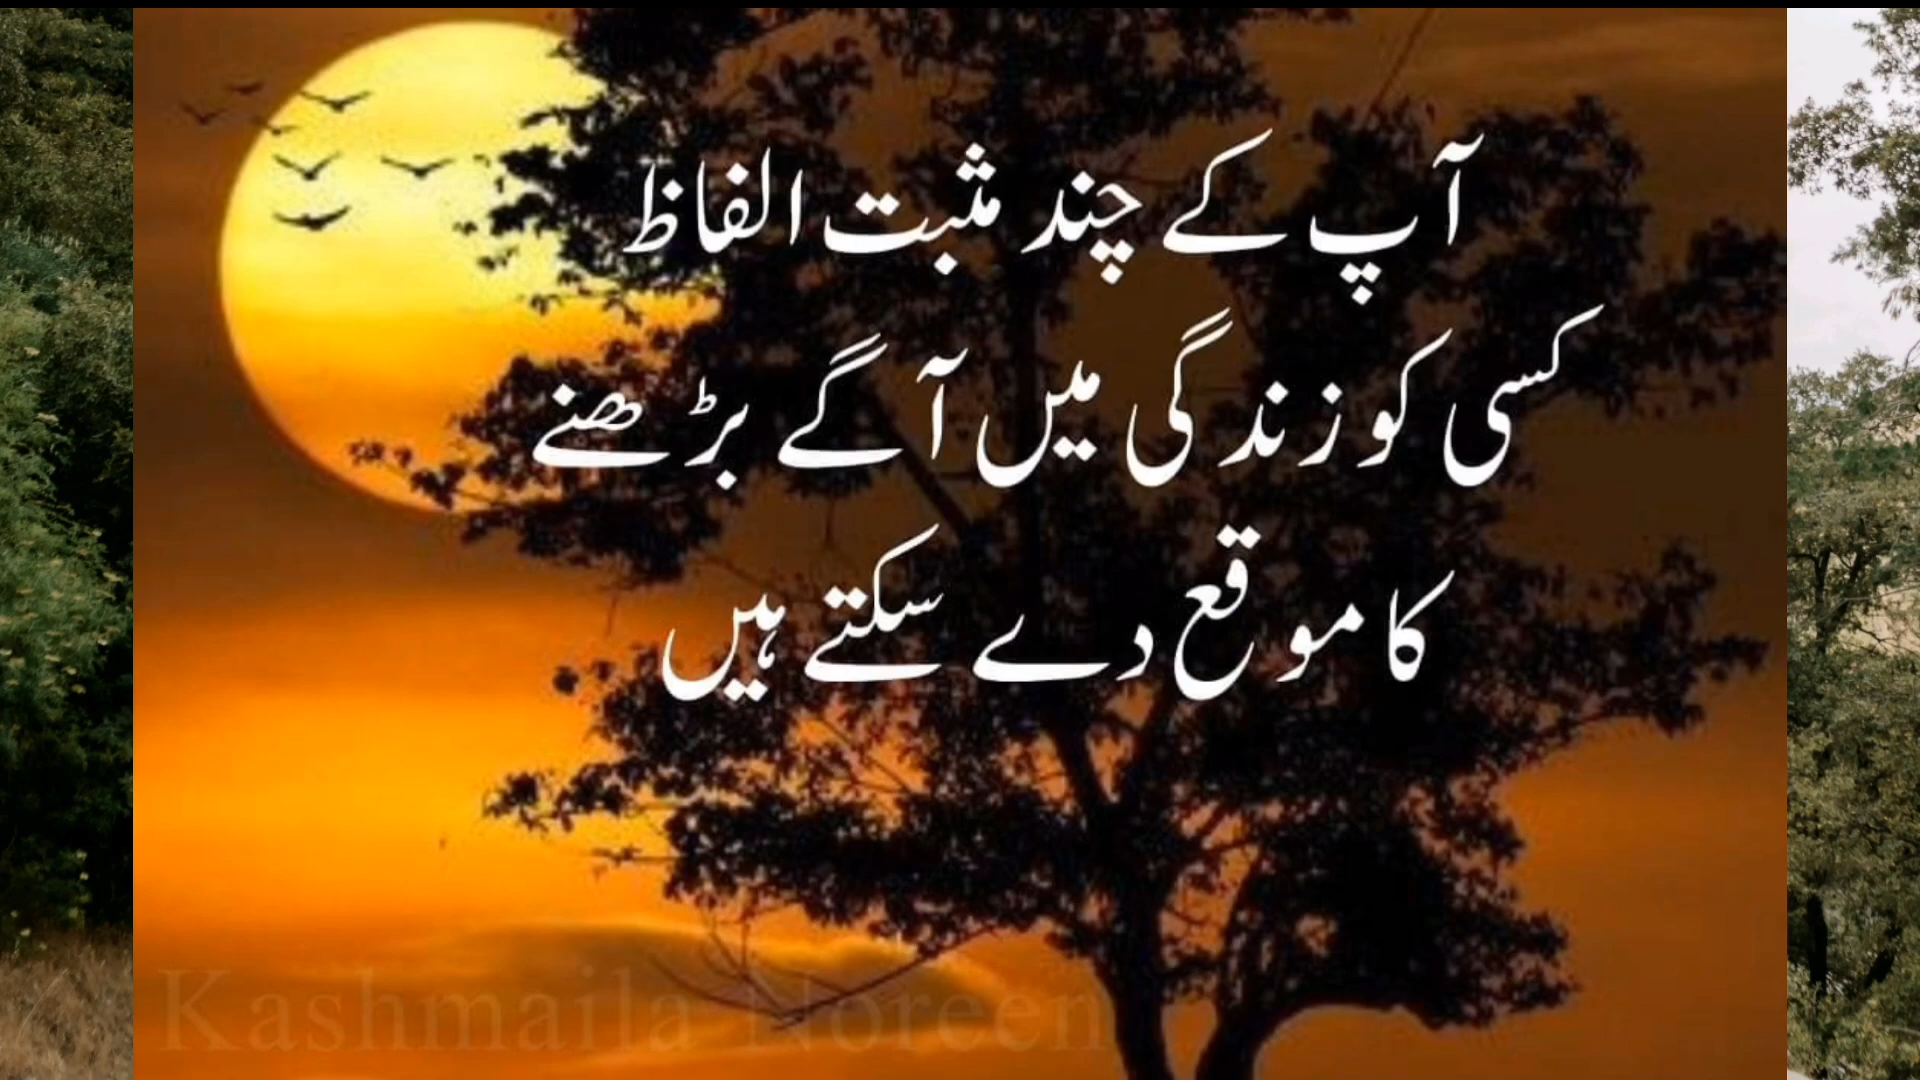 آپ کے چند مثبت الفاظ
کسی کو زندگی میں آگے بڑھنے
کا موقع دے سکتے ہیں
Z Kashmaila Noreen